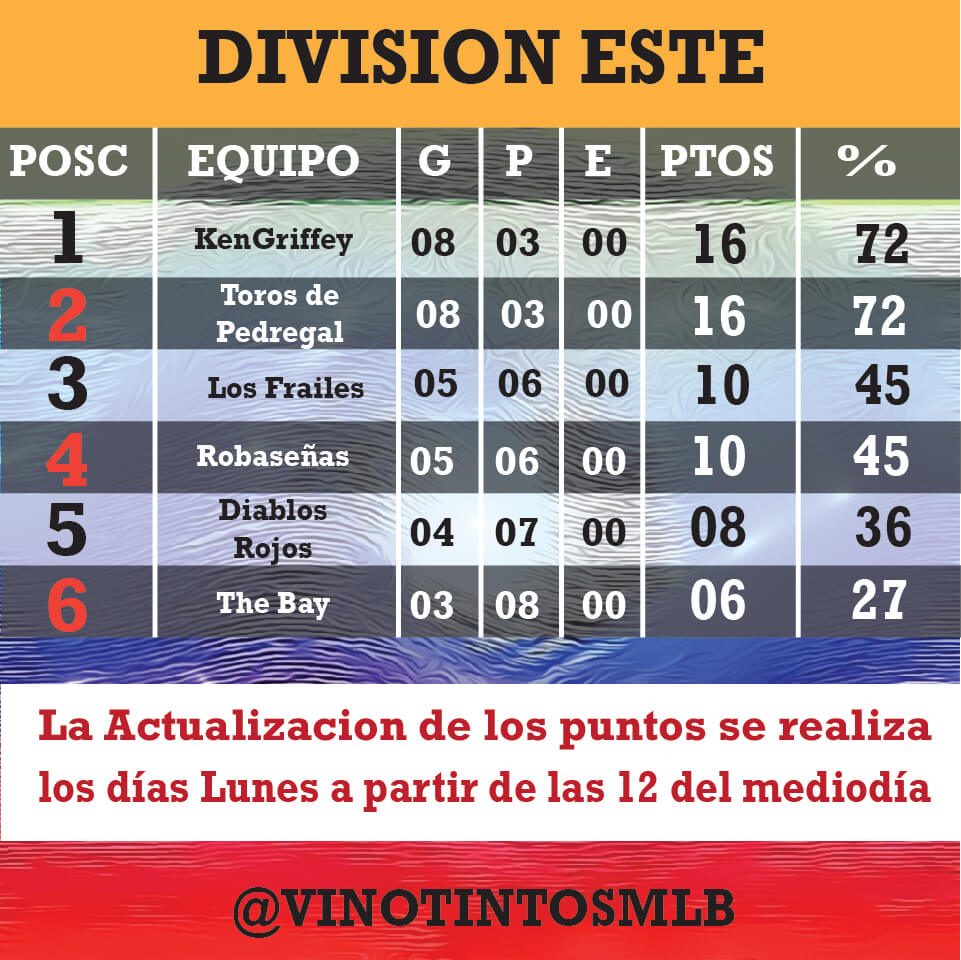 DIVISION ESTE
POSC EQUIPO G P E PTOS %
1 KenGriffey 08 03 00 16 72
2 Toros de Pedregal 08 03 00 16 72
3 Los Frailes 05 06 00 10 45
4 Robaseñas 05 06 00 10 45
5 Diablos Rojos 04 07 00 08 36
6 The Bay 03 08 00 06 27
La Actualizacion de los puntos se realiza
los días Lunes a partir de las 12 del mediodía
@VINOTINTOSMLB